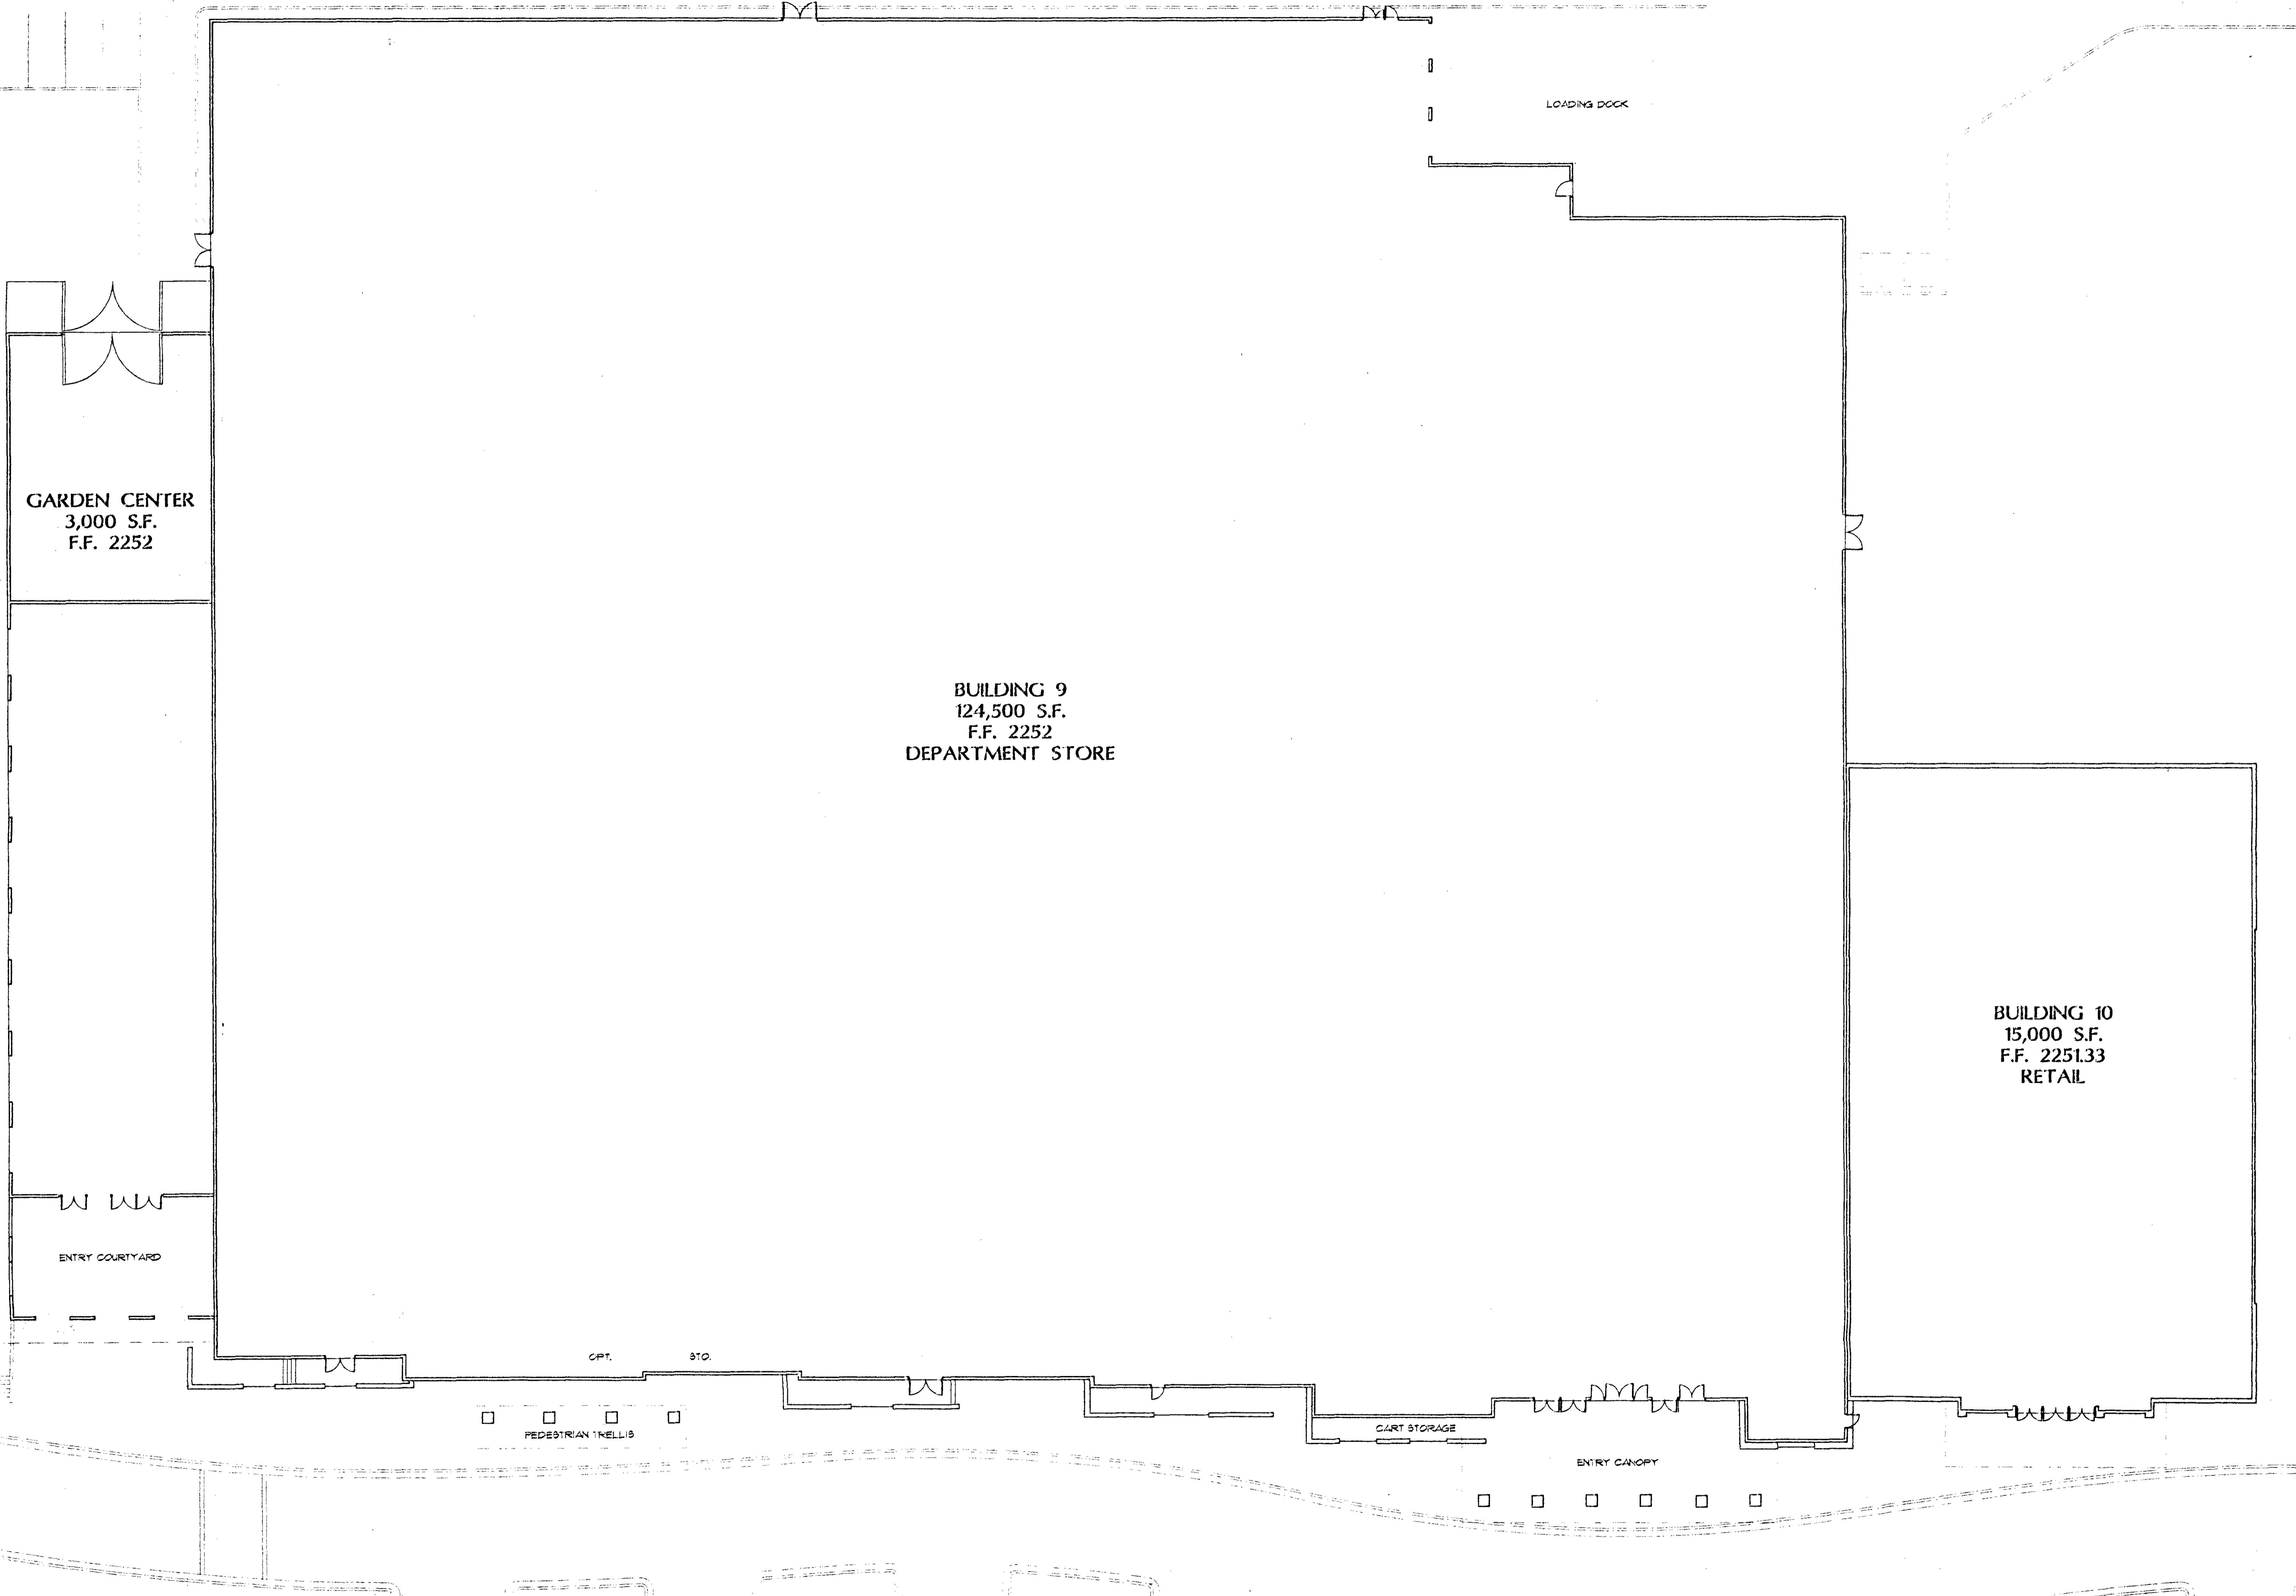 LOADING DOCK
GARDEN CENTER
3,000 S.F.
F.F. 2252
BUILDING 9
124,500 S.F.
F.F. 2252
DEPARTMENT STORE
BUILDING 10
15,000 S.F.
F.F. 2251.33
RETAIL
ENTRY COURTYARD
OPT. STO.
PEDESTRIAN TRELLIS
CART STORAGE
ENTRY CANOPY